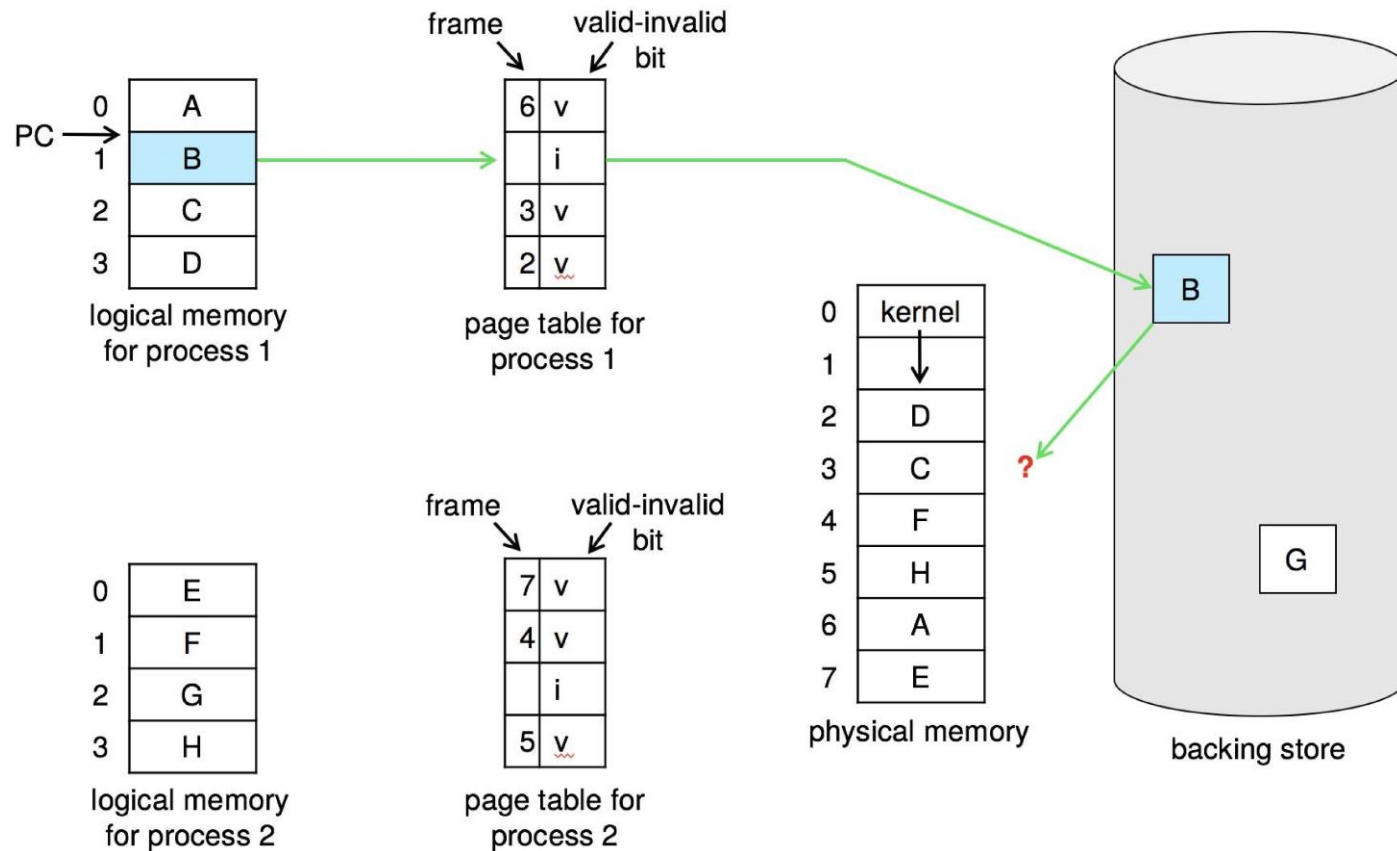 frame valid-invalid
bit
PC
0 A
1 B
2 C
3 D
logical memory
for process 1
6 v
i
3 v
2 v
page table for
process 1
0 kernel
1
2 D
3 C
4 F
5 H
6 A
7 E
physical memory
?
B
G
backing store
0 E
1 F
2 G
3 H
logical memory
for process 2
frame valid-invalid
bit
7 v
4 v
i
5 v
page table for
process 2